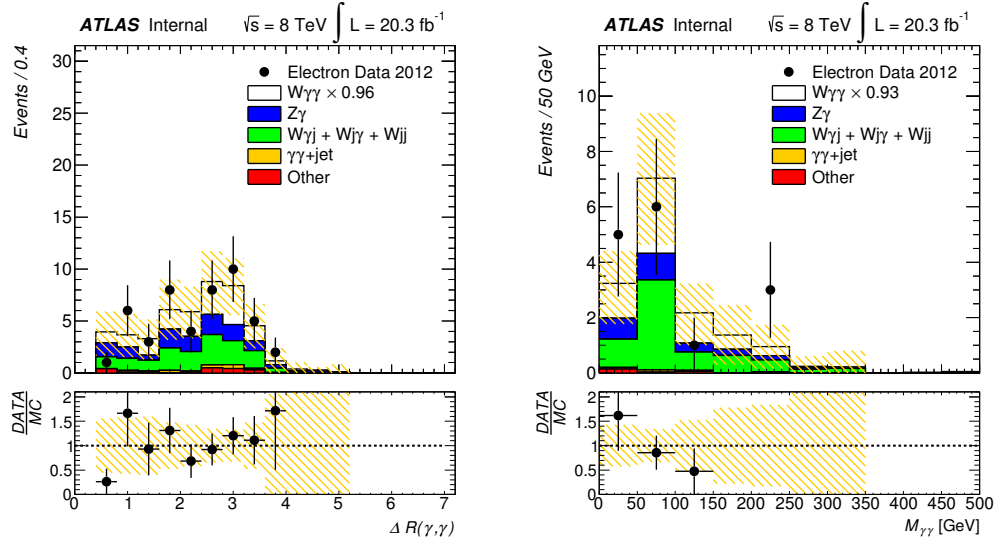 ATLAS Internal √s = 8 TeV ∫ L = 20.3 fb⁻¹
Events / 0.4
30
25
20
15
10
5
0
Electron Data 2012
Wγγ × 0.96
Zγ
Wγj + Wjγ + Wjj
γγ+jet
Other
DATA
MC
2
1.5
1
0.5
0
0 1 2 3 4 5 6 7
Δ R(γ,γ)
ATLAS Internal √s = 8 TeV ∫ L = 20.3 fb⁻¹
Events / 50 GeV
10
8
6
4
2
0
Electron Data 2012
Wγγ × 0.93
Zγ
Wγj + Wjγ + Wjj
γγ+jet
Other
DATA
MC
2
1.5
1
0.5
0
0 50 100 150 200 250 300 350 400 450 500
Mγγ [GeV]